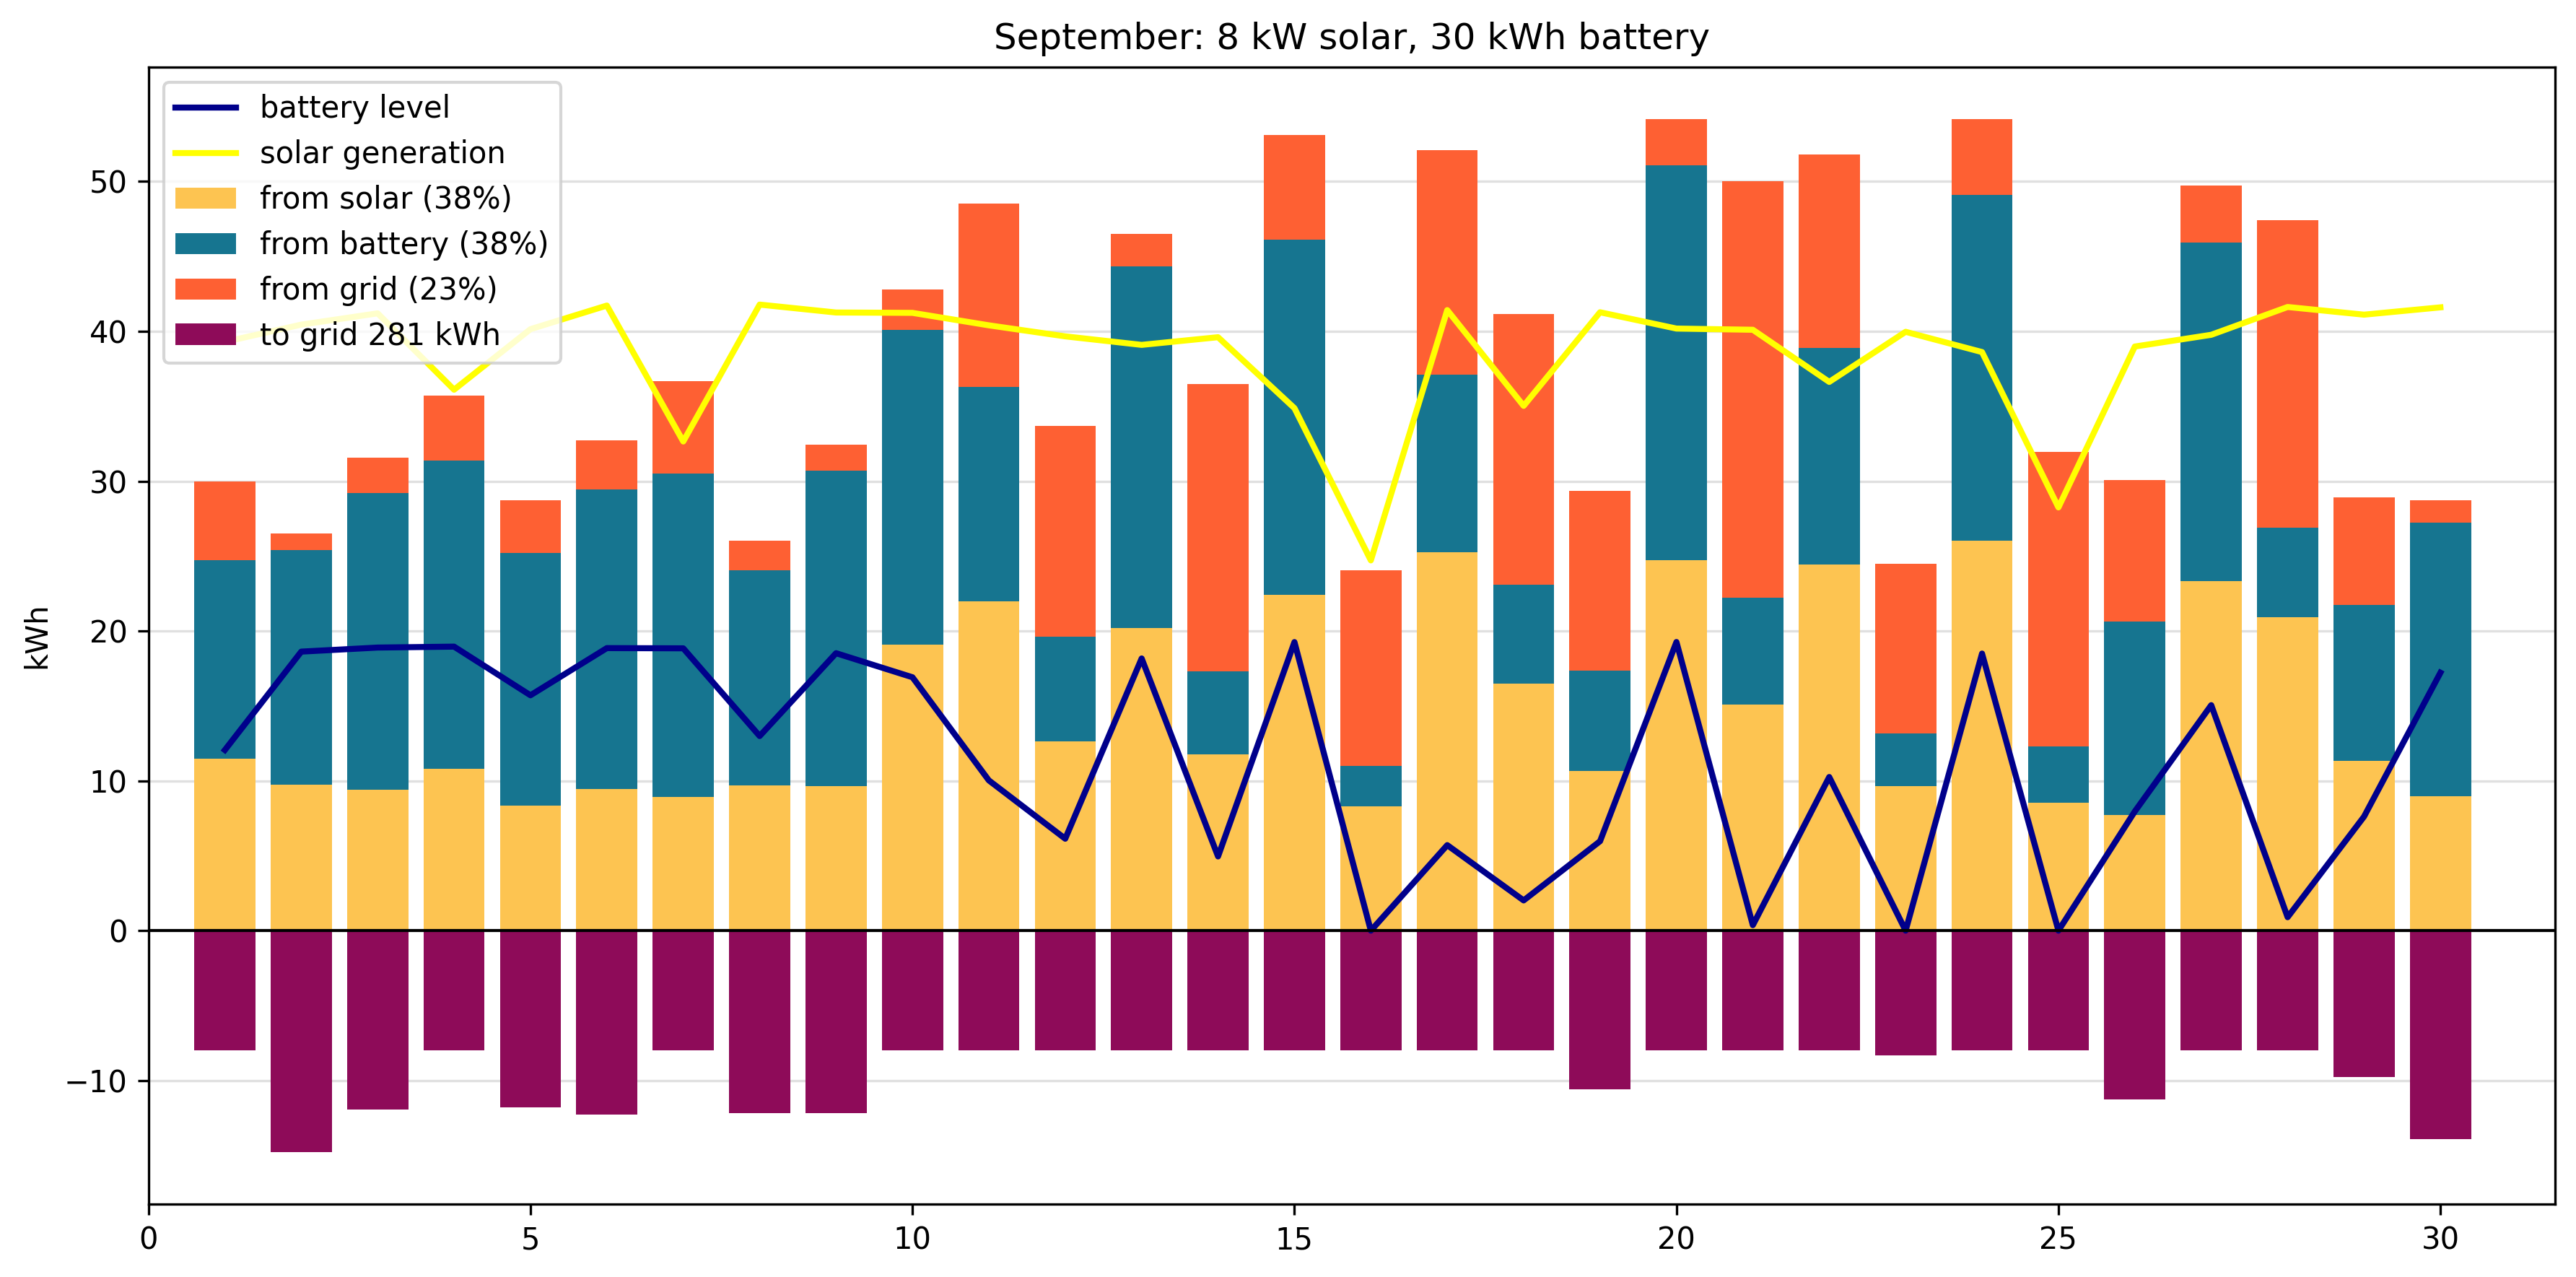 September: 8 kW solar, 30 kWh battery
battery level
solar generation
from solar (38%)
from battery (38%)
from grid (23%)
to grid 281 kWh
kWh
50
40
30
20
10
0
−10
0 5 10 15 20 25 30